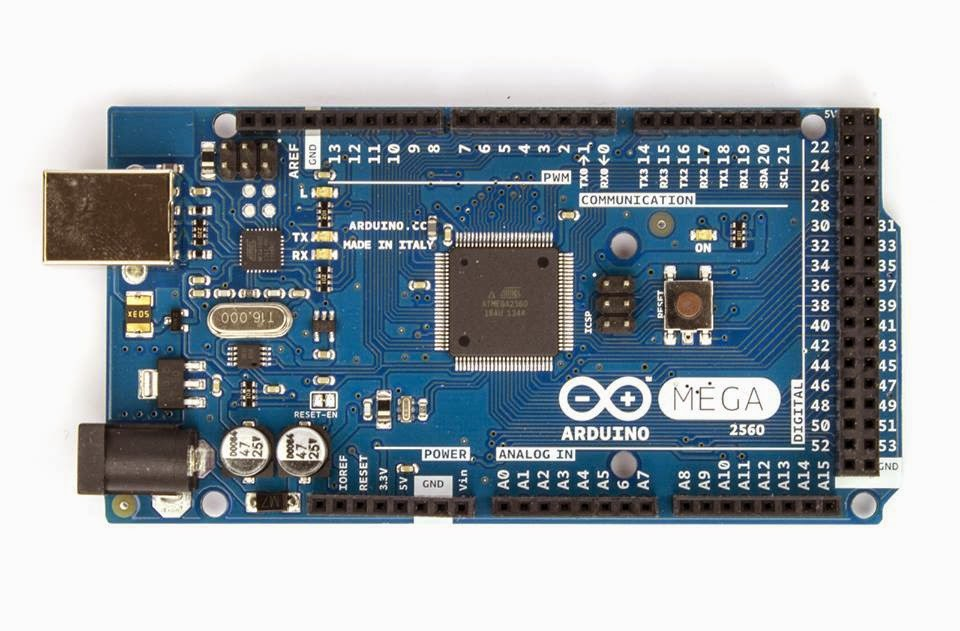 5V
AREF
GND
13
12
11
10
9
8
7
6
5
4
3
2
TX0→1
RX0←0
TX3 14
RX3 15
TX2 16
RX2 17
TX1 18
RX1 19
SDA 20
SCL 21
PWM
COMMUNICATION
L
TX
RX
ARDUINO.CC
MADE IN ITALY
ON
ATMEGA2560
ICSP
RESET
T16.000
RESET-EN
ARDUINO
MEGA
2560
DIGITAL
22
24
26
28
30 31
32 33
34 35
36 37
38 39
40 41
42 43
44 45
46 47
48 49
50 51
52 53
GND
47
25V
47
25V
M7
POWER
ANALOG IN
IOREF
RESET
3.3V
5V
GND
Vin
A0
A1
A2
A3
A4
A5
6
A7
A8
A9
A10
A11
A12
A13
A14
A15